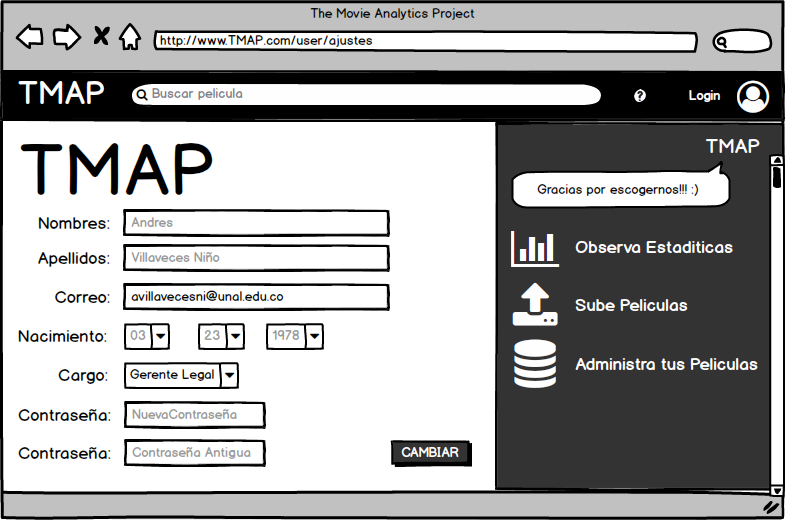 The Movie Analytics Project
http://www.TMAP.com/user/ajustes
TMAP
Buscar pelicula
?
Login
TMAP
Nombres: Andres
Apellidos: Villaveces Niño
Correo: avillavecesni@unal.edu.co
Nacimiento: 03 23 1978
Cargo: Gerente Legal
Contraseña: NuevaContraseña
Contraseña: Contraseña Antigua
CAMBIAR
TMAP
Gracias por escogernos!!! :)
Observa Estaditicas
Sube Peliculas
Administra tus Peliculas